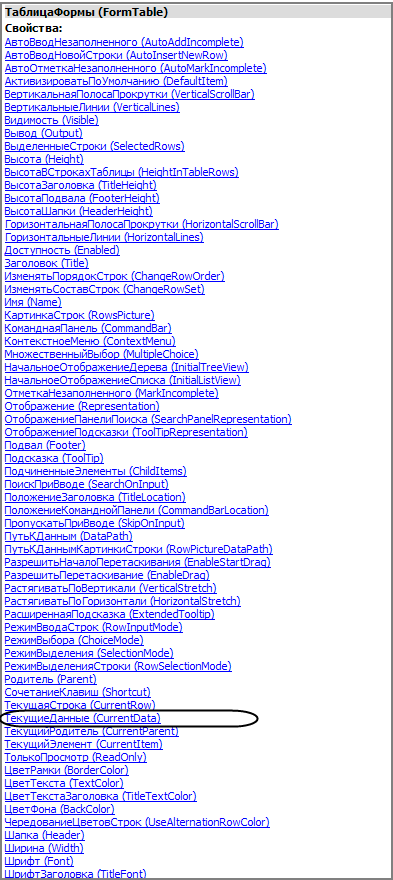 ТаблицаФормы (FormTable)
Свойства:
АвтоВводНезаполненного (AutoAddIncomplete)
АвтоВводНовойСтроки (AutoInsertNewRow)
АвтоОтметкаНезаполненного (AutoMarkIncomplete)
АктивизироватьПоУмолчанию (DefaultItem)
ВертикальнаяПолосаПрокрутки (VerticalScrollBar)
ВертикальныеЛинии (VerticalLines)
Видимость (Visible)
Вывод (Output)
ВыделенныеСтроки (SelectedRows)
Высота (Height)
ВысотаВСтрокахТаблицы (HeightInTableRows)
ВысотаЗаголовка (TitleHeight)
ВысотаПодвала (FooterHeight)
ВысотаШапки (HeaderHeight)
ГоризонтальнаяПолосаПрокрутки (HorizontalScrollBar)
ГоризонтальныеЛинии (HorizontalLines)
Доступность (Enabled)
Заголовок (Title)
ИзменятьПорядокСтрок (ChangeRowOrder)
ИзменятьСоставСтрок (ChangeRowSet)
Имя (Name)
КартинкаСтрок (RowsPicture)
КоманднаяПанель (CommandBar)
КонтекстноеМеню (ContextMenu)
МножественныйВыбор (MultipleChoice)
НачальноеОтображениеДерева (InitialTreeView)
НачальноеОтображениеСписка (InitialListView)
ОтметкаНезаполненного (MarkIncomplete)
Отображение (Representation)
ОтображениеПанелиПоиска (SearchPanelRepresentation)
ОтображениеПодсказки (ToolTipRepresentation)
Подвал (Footer)
Подсказка (ToolTip)
ПодчиненныеЭлементы (ChildItems)
ПоискПриВводе (SearchOnInput)
ПоложениеЗаголовка (TitleLocation)
ПоложениеКоманднойПанели (CommandBarLocation)
ПропускатьПриВводе (SkipOnInput)
ПутьКДанным (DataPath)
ПутьКДаннымКартинкиСтроки (RowPictureDataPath)
РазрешитьНачалоПеретаскивания (EnableStartDrag)
РазрешитьПеретаскивание (EnableDrag)
РастягиватьПоВертикали (VerticalStretch)
РастягиватьПоГоризонтали (HorizontalStretch)
РасширеннаяПодсказка (ExtendedTooltip)
РежимВводаСтрок (RowInputMode)
РежимВыбора (ChoiceMode)
РежимВыделения (SelectionMode)
РежимВыделенияСтроки (RowSelectionMode)
Родитель (Parent)
СочетаниеКлавиш (Shortcut)
ТекущаяСтрока (CurrentRow)
ТекущиеДанные (CurrentData)
ТекущийРодитель (CurrentParent)
ТекущийЭлемент (CurrentItem)
ТолькоПросмотр (ReadOnly)
ЦветРамки (BorderColor)
ЦветТекста (TextColor)
ЦветТекстаЗаголовка (TitleTextColor)
ЦветФона (BackColor)
ЧередованиеЦветовСтрок (UseAlternationRowColor)
Шапка (Header)
Ширина (Width)
Шрифт (Font)
ШрифтЗаголовка (TitleFont)